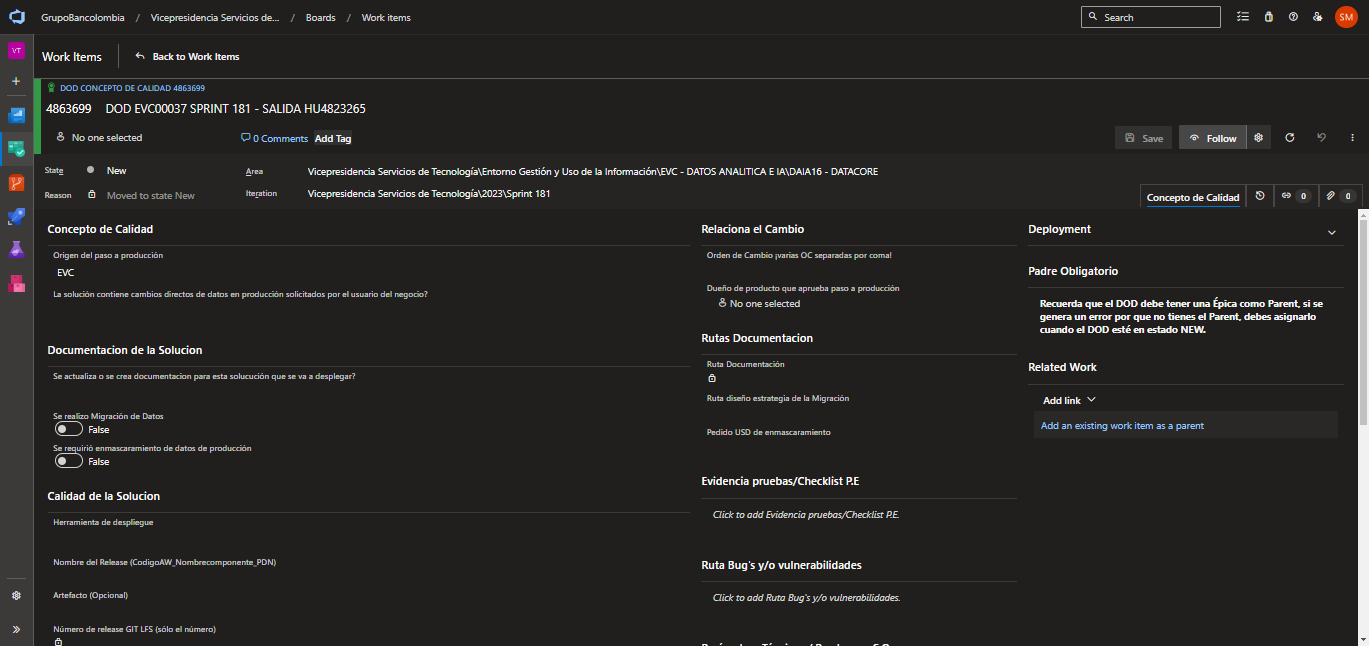 GrupoBancolombia / Vicepresidencia Servicios de... / Boards / Work items
Search
SM
VT
Work Items
Back to Work Items
DOD CONCEPTO DE CALIDAD 4863699
4863699 DOD EVC00037 SPRINT 181 - SALIDA HU4823265
No one selected
0 Comments
Add Tag
Save
Follow
State
New
Area
Vicepresidencia Servicios de Tecnología\Entorno Gestión y Uso de la Información\EVC - DATOS ANALITICA E IA\DAIA16 - DATACORE
Reason
Moved to state New
Iteration
Vicepresidencia Servicios de Tecnología\2023\Sprint 181
Concepto de Calidad
0
0
Concepto de Calidad
Origen del paso a producción
EVC
La solución contiene cambios directos de datos en producción solicitados por el usuario del negocio?
Documentacion de la Solucion
Se actualiza o se crea documentacion para esta solucución que se va a desplegar?
Se realizo Migración de Datos
False
Se requirió enmascaramiento de datos de producción
False
Calidad de la Solucion
Herramienta de despliegue
Nombre del Release (CodigoAW_Nombrecomponente_PDN)
Artefacto (Opcional)
Número de release GIT LFS (sólo el número)
Relaciona el Cambio
Orden de Cambio ¡varias OC separadas por coma!
Dueño de producto que aprueba paso a producción
No one selected
Rutas Documentacion
Ruta Documentación
Ruta diseño estrategia de la Migración
Pedido USD de enmascaramiento
Evidencia pruebas/Checklist P.E
Click to add Evidencia pruebas/Checklist P.E.
Ruta Bug's y/o vulnerabilidades
Click to add Ruta Bug's y/o vulnerabilidades.
Deployment
Padre Obligatorio
Recuerda que el DOD debe tener una Épica como Parent, si se
genera un error por que no tienes el Parent, debes asignarlo
cuando el DOD esté en estado NEW.
Related Work
Add link
Add an existing work item as a parent